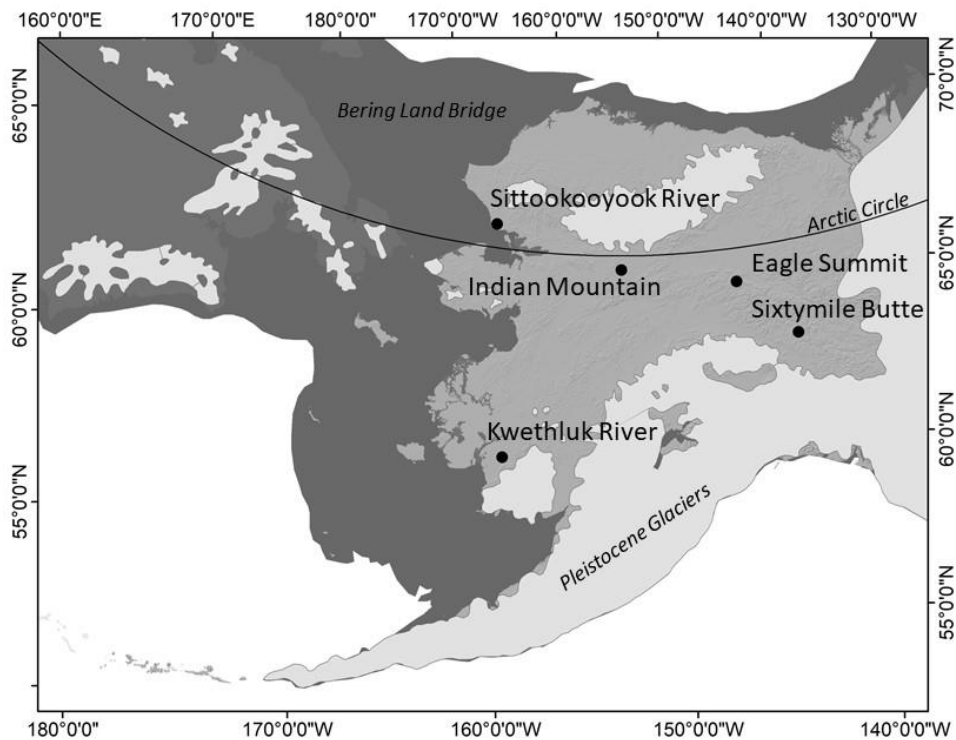 160°0'0"E 170°0'0"E 180°0'0" 170°0'0"W 160°0'0"W 150°0'0"W 140°0'0"W 130°0'0"W
70°0'0"N
65°0'0"N
Bering Land Bridge
Sittookooyook River
Arctic Circle
65°0'0"N
Eagle Summit
Indian Mountain
60°0'0"N
Sixtymile Butte
Kwethluk River
60°0'0"N
55°0'0"N
Pleistocene Glaciers
55°0'0"N
180°0'0" 170°0'0"W 160°0'0"W 150°0'0"W 140°0'0"W